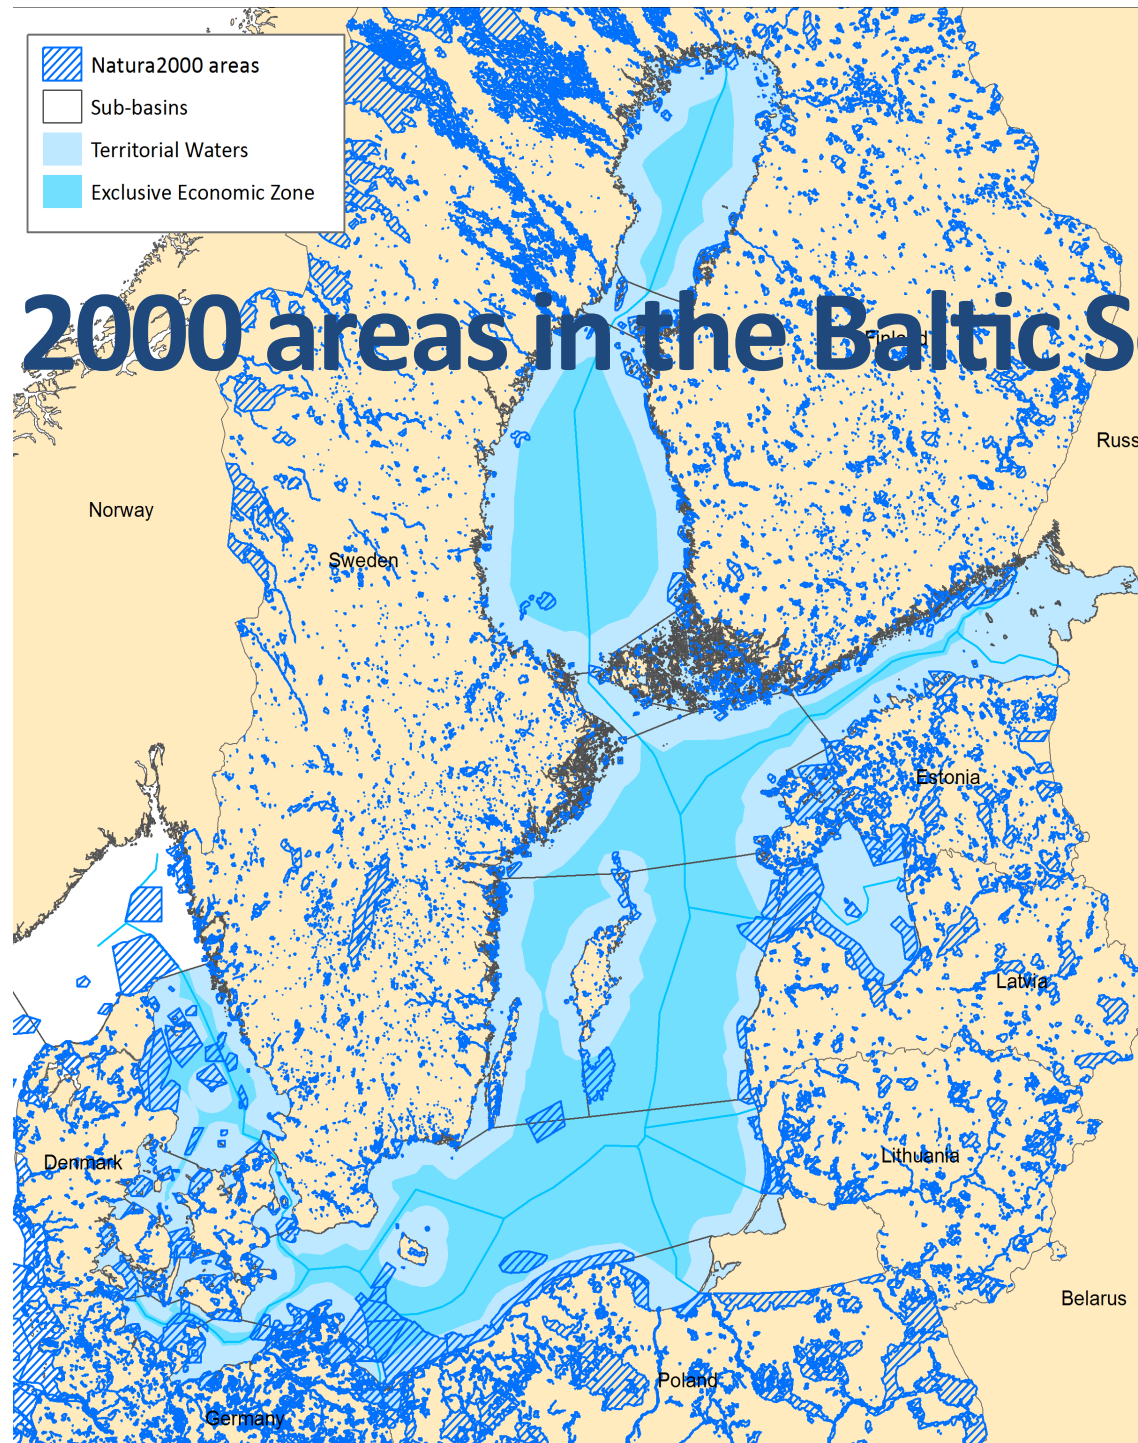 Natura2000 areas
Sub-basins
Territorial Waters
Exclusive Economic Zone
2000 areas in the Baltic S
Finland
Russ
Norway
Sweden
Estonia
Latvia
Denmark
Lithuania
Belarus
Poland
Germany